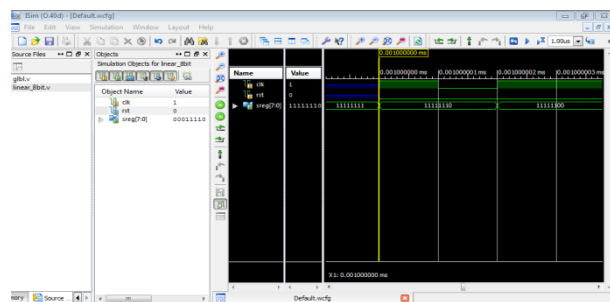 ISim (O.40d) - [Default.wcfg]
File Edit View Simulation Window Layout Help
1.00us
Source Files
Objects
Simulation Objects for linear_8bit
glbl.v
linear_8bit.v
Object Name Value
clk 1
rst 0
sreg[7:0] 00011110
Name Value
clk 1
rst 0
sreg[7:0] 11111110
0.001000000 ms
0.001000000 ms 0.001000001 ms 0.001000002 ms 0.001000003 ms
11111111 11111110 11111100
X1: 0.001000000 ms
Source ...
Default.wcfg